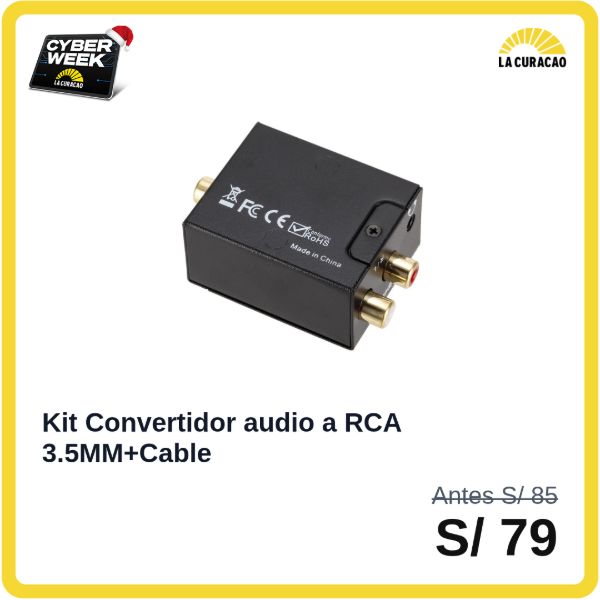 CYBER
WEEK
LA CURACAO
LA CURACAO
FC CE
RoHS
Made in China
Kit Convertidor audio a RCA
3.5MM+Cable
Antes S/ 85
S/ 79